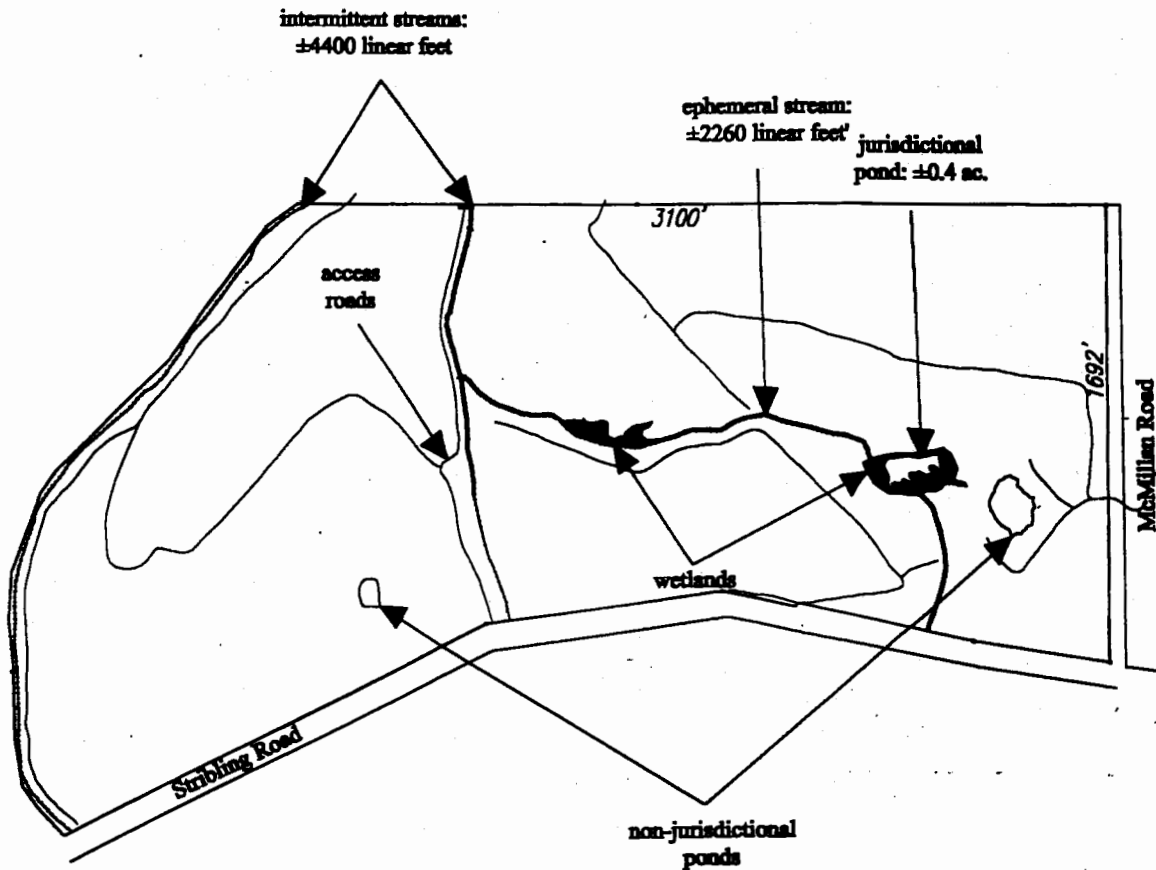 intermittent streams:
±4400 linear feet
ephemeral stream:
±2260 linear feet'
jurisdictional
pond: ±0.4 ac.
3100'
access
roads
1692'
McMillan Road
wetlands
Stribling Road
non-jurisdictional
ponds